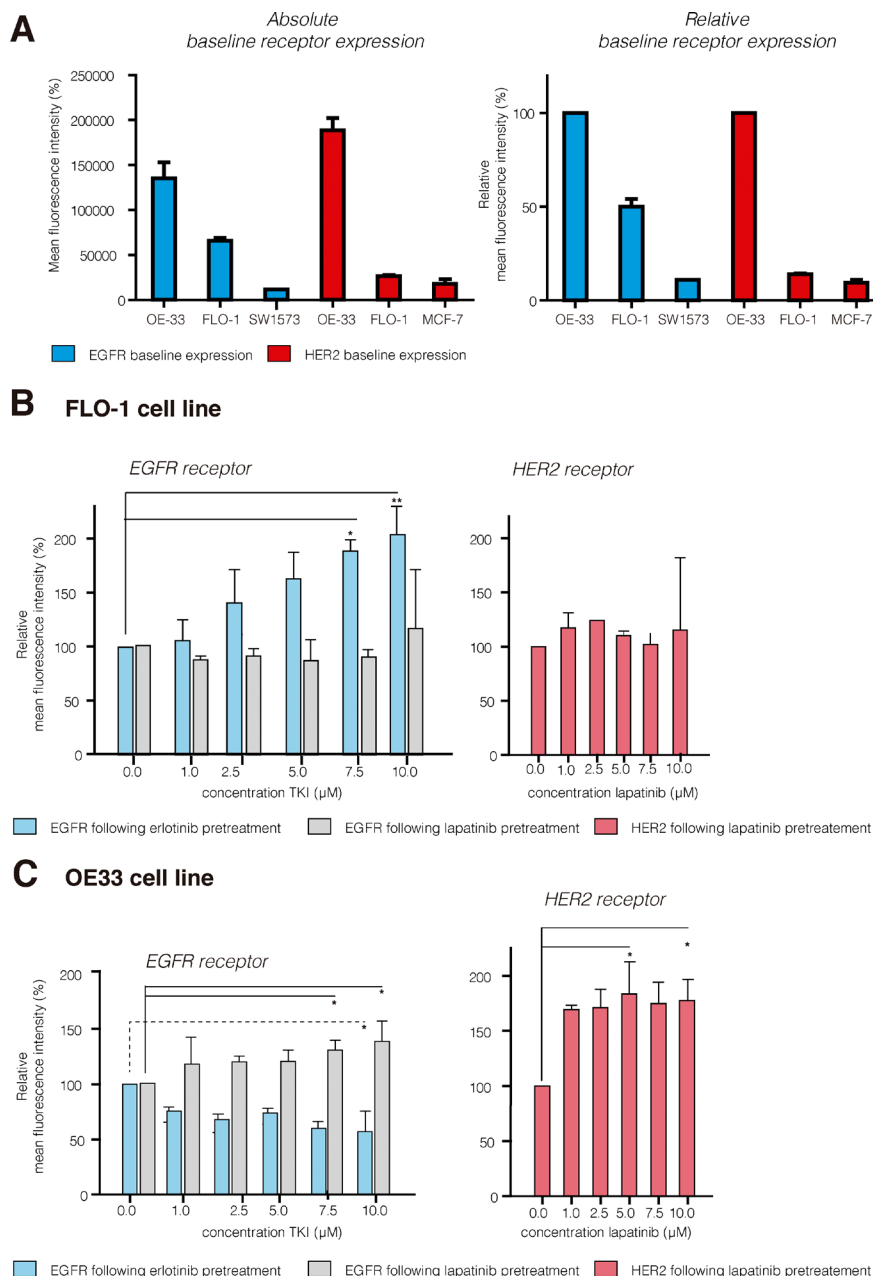 A
Absolute
baseline receptor expression
Relative
baseline receptor expression
Mean fluorescence intensity (%)
250000
200000
150000
100000
50000
0
OE-33 FLO-1 SW1573 OE-33 FLO-1 MCF-7
Relative
mean fluorescence intensity (%)
100
50
0
OE-33 FLO-1 SW1573 OE-33 FLO-1 MCF-7
EGFR baseline expression HER2 baseline expression
B FLO-1 cell line
EGFR receptor
Relative
mean fluorescence intensity (%)
200
150
100
50
0
* **
0.0 1.0 2.5 5.0 7.5 10.0
concentration TKI (µM)
HER2 receptor
200
150
100
50
0
0.0 1.0 2.5 5.0 7.5 10.0
concentration lapatinib (µM)
EGFR following erlotinib pretreatment EGFR following lapatinib pretreatment HER2 following lapatinib pretreatement
C OE33 cell line
EGFR receptor
Relative
mean fluorescence intensity (%)
200
150
100
50
0
* * *
0.0 1.0 2.5 5.0 7.5 10.0
concentration TKI (µM)
HER2 receptor
200
150
100
50
0
* *
0.0 1.0 2.5 5.0 7.5 10.0
concentration lapatinib (µM)
EGFR following erlotinib pretreatment EGFR following lapatinib pretreatment HER2 following lapatinib pretreatement